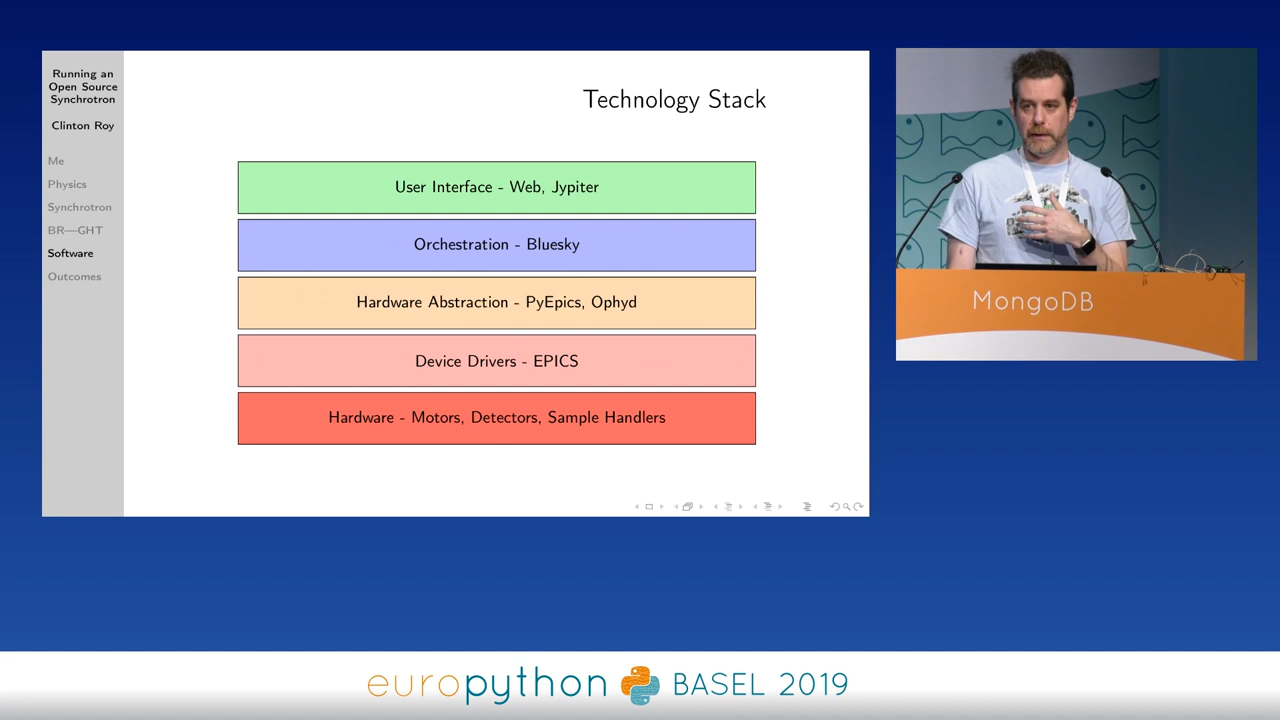 Running an
Open Source
Synchrotron
Clinton Roy
Me
Physics
Synchrotron
BR—GHT
Software
Outcomes
Technology Stack
User Interface - Web, Jypiter
Orchestration - Bluesky
Hardware Abstraction - PyEpics, Ophyd
Device Drivers - EPICS
Hardware - Motors, Detectors, Sample Handlers
MongoDB
europython BASEL 2019